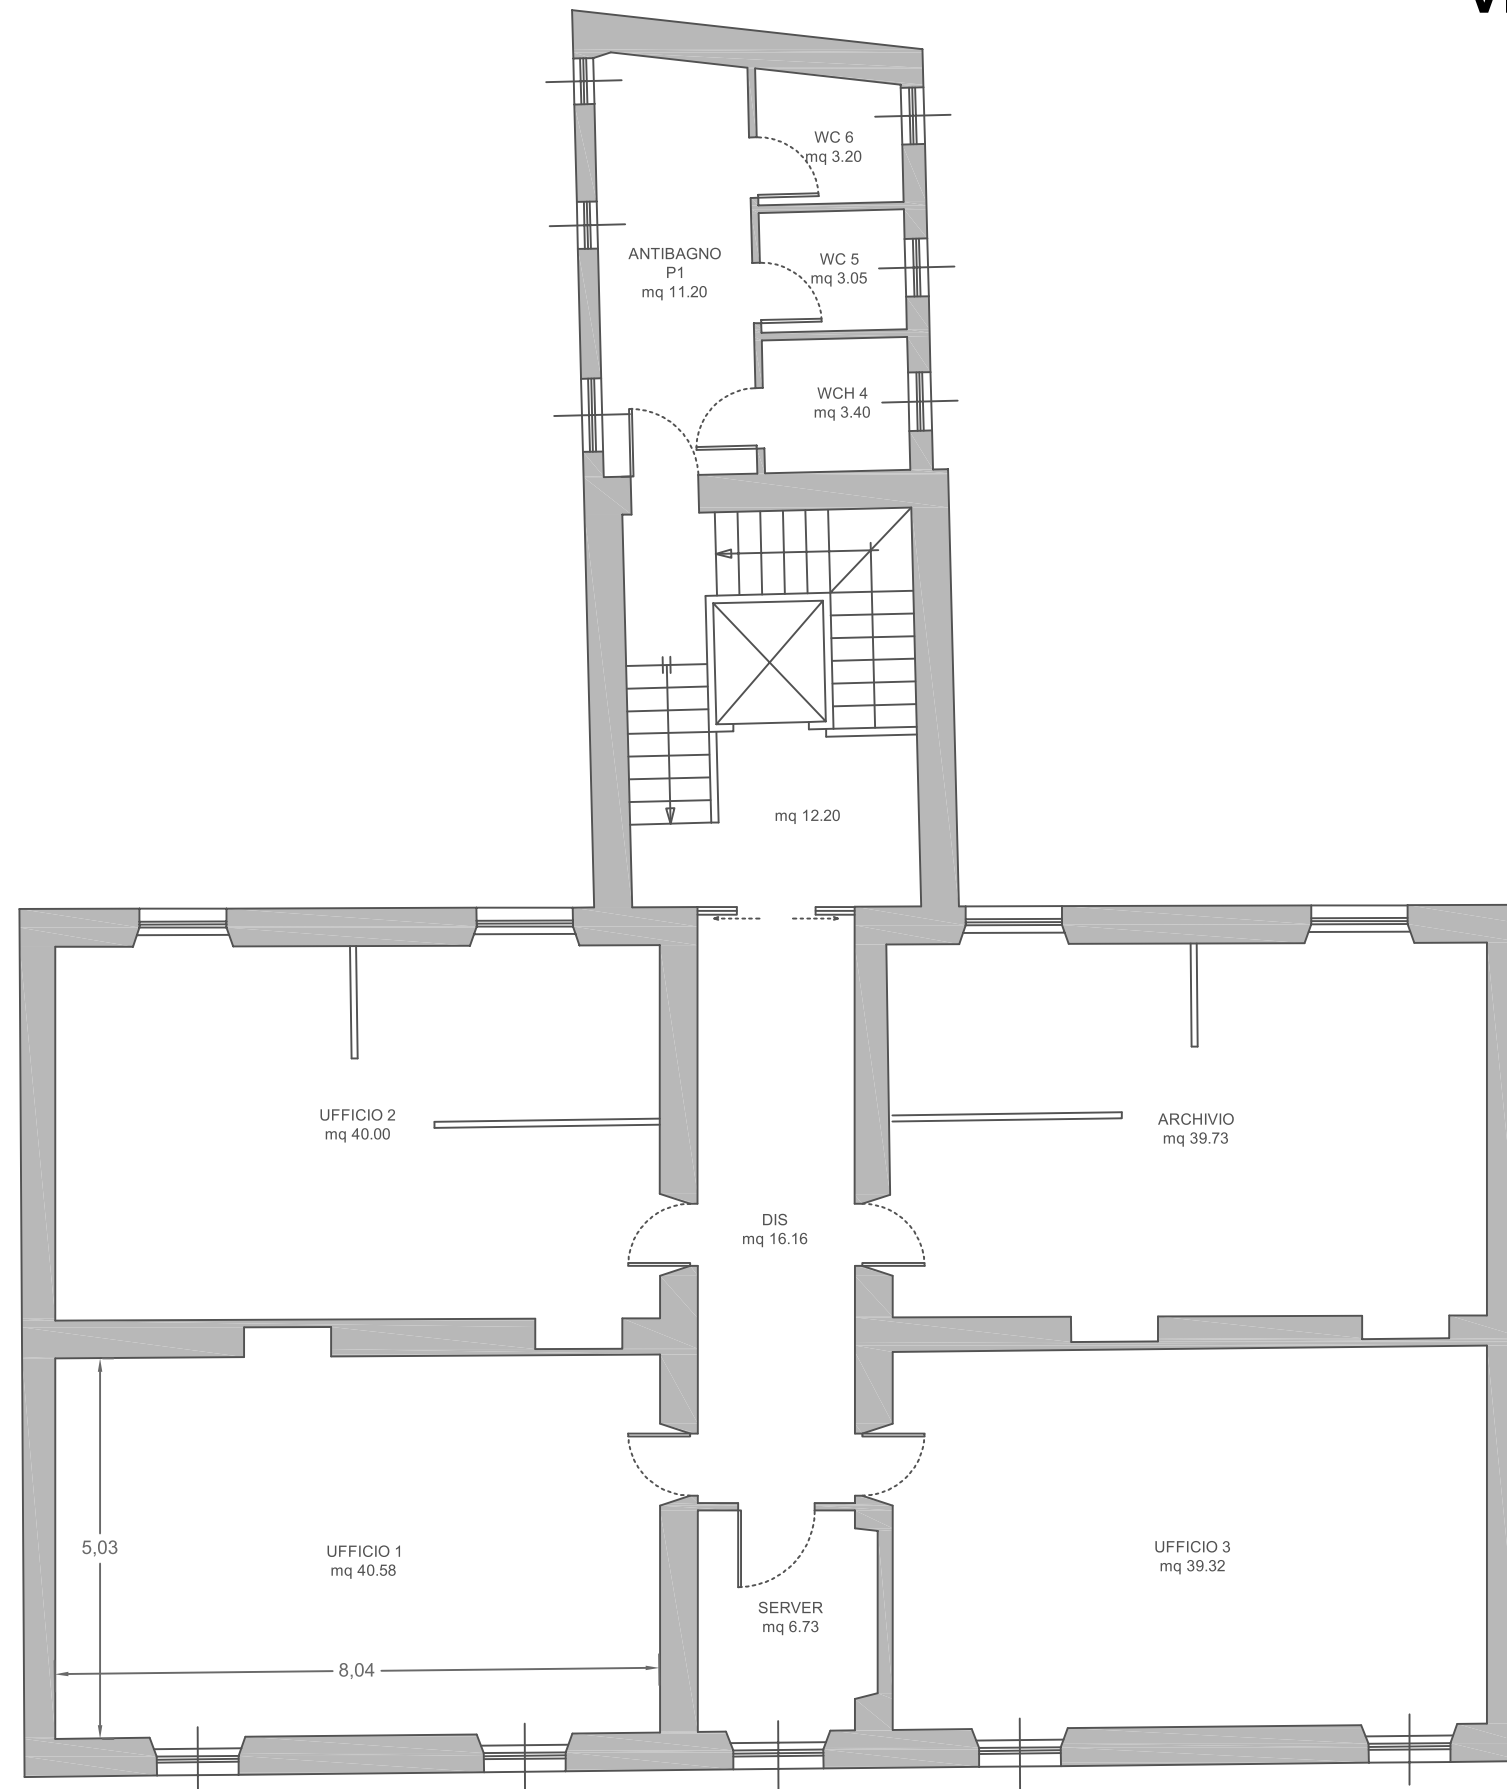 WC 6
mq 3.20
ANTIBAGNO
P1
mq 11.20
WC 5
mq 3.05
WCH 4
mq 3.40
mq 12.20
UFFICIO 2
mq 40.00
ARCHIVIO
mq 39.73
DIS
mq 16.16
5,03
UFFICIO 1
mq 40.58
UFFICIO 3
mq 39.32
SERVER
mq 6.73
8,04